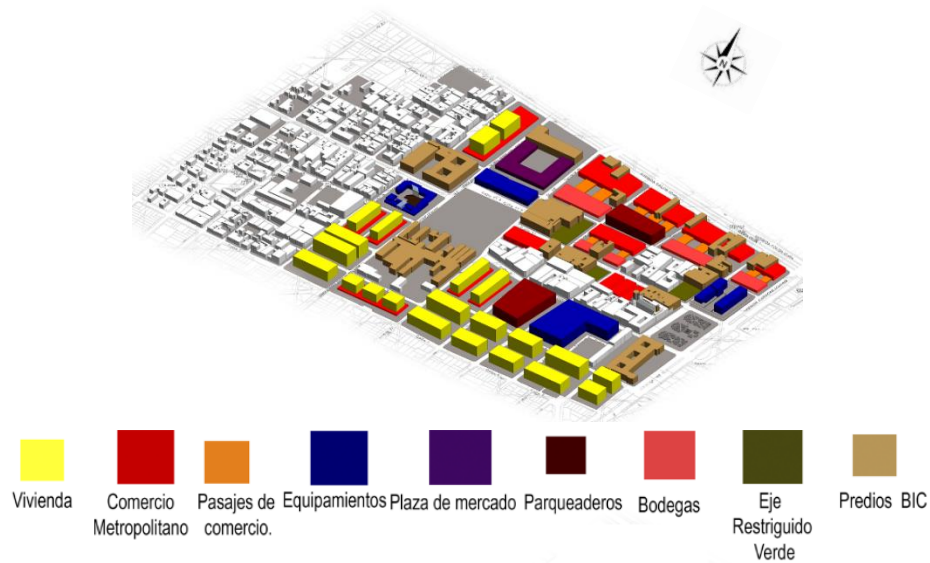 N
Vivienda
Comercio
Metropolitano
Pasajes de
comercio.
Equipamientos
Plaza de mercado
Parqueaderos
Bodegas
Eje
Restriguido
Verde
Predios BIC